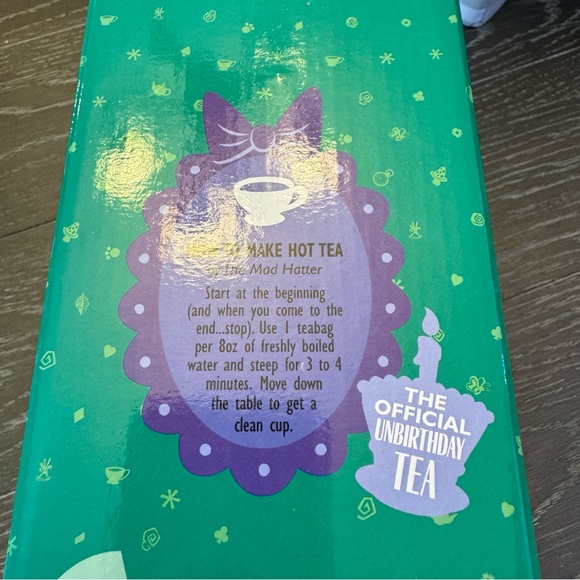 TO MAKE HOT TEA
by The Mad Hatter
Start at the beginning
(and when you come to the
end...stop). Use 1 teabag
per 8oz of freshly boiled
water and steep for 3 to 4
minutes. Move down
the table to get a
clean cup.
THE
OFFICIAL
UNBIRTHDAY
TEA